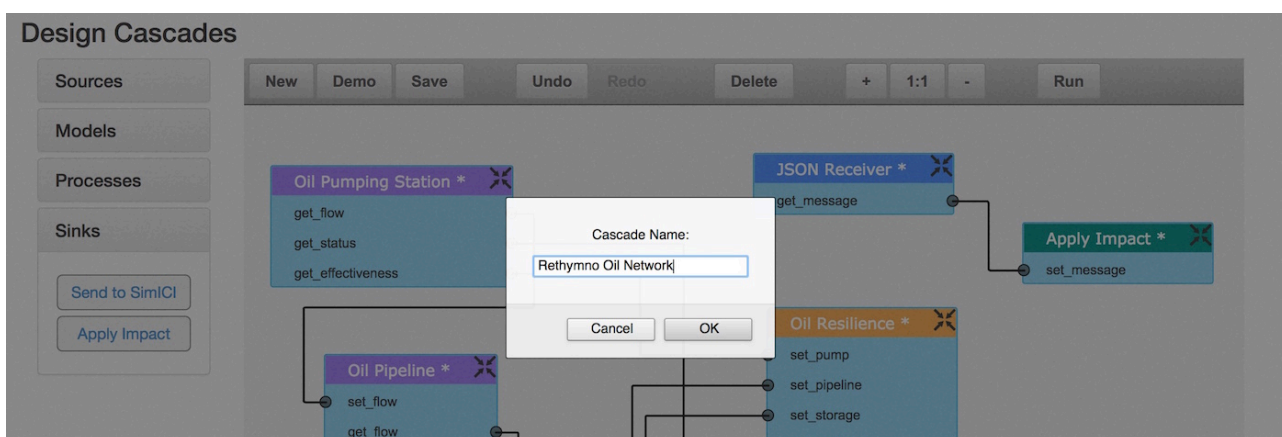 Design Cascades
Sources
Models
Processes
Sinks
Send to SimICI
Apply Impact
New Demo Save Undo Redo Delete + 1:1 - Run
Oil Pumping Station *
get_flow
get_status
get_effectiveness
Oil Pipeline *
set_flow
get_flow
Cascade Name:
Rethymno Oil Network
Cancel OK
JSON Receiver *
get_message
Apply Impact *
set_message
Oil Resilience *
set_pump
set_pipeline
set_storage